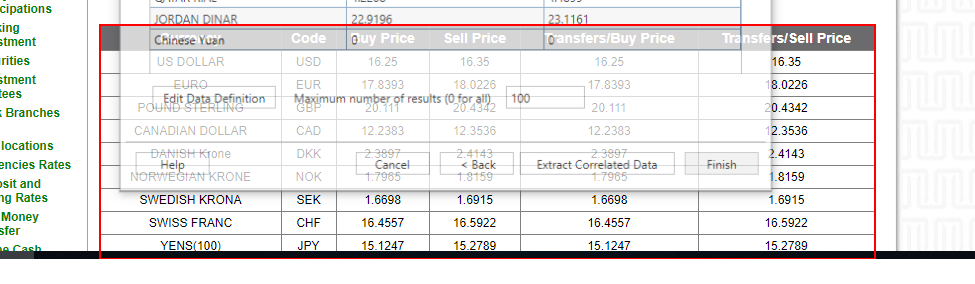 cipations
king
stment
rities
stment
tees
k Branches
locations
encies Rates
osit and
ng Rates
Money
sfer
ne Cash
JORDAN DINAR 22.9196 23.1161
Chinese Yuan 0 0
Code Buy Price Sell Price Transfers/Buy Price Transfers/Sell Price
US DOLLAR USD 16.25 16.35 16.25 16.35
EURO EUR 17.8393 18.0226 17.8393 18.0226
Edit Data Definition Maximum number of results (0 for all) 100
POUND STERLING GBP 20.111 20.4342 20.111 20.4342
CANADIAN DOLLAR CAD 12.2383 12.3536 12.2383 12.3536
DANISH Krone DKK 2.3897 2.4143 2.3897 2.4143
Help Cancel < Back Extract Correlated Data Finish
NORWEGIAN KRONE NOK 1.7965 1.8159 1.7965 1.8159
SWEDISH KRONA SEK 1.6698 1.6915 1.6698 1.6915
SWISS FRANC CHF 16.4557 16.5922 16.4557 16.5922
YENS(100) JPY 15.1247 15.2789 15.1247 15.2789